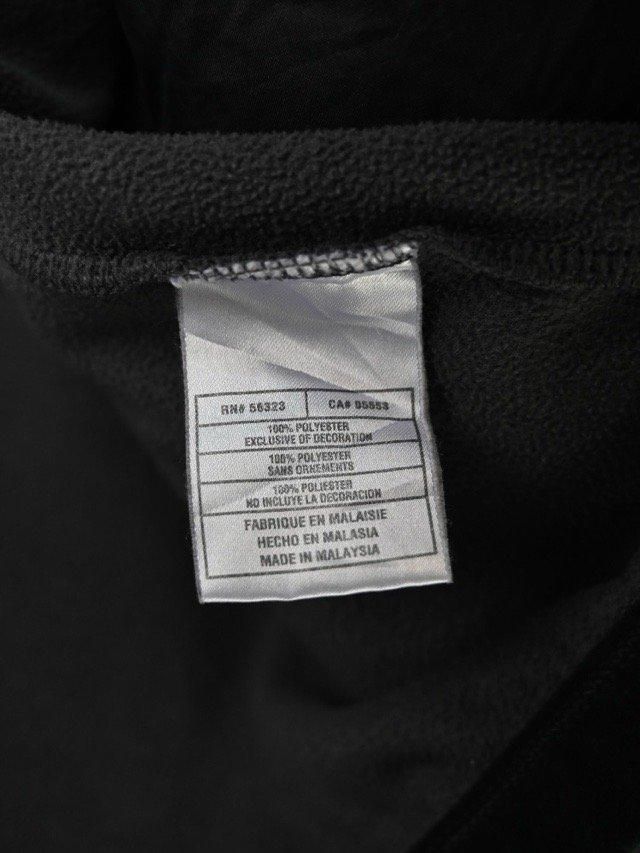 RN# 56323 CA# 05553
100% POLYESTER
EXCLUSIVE OF DECORATION
100% POLYESTER
SANS ORNEMENTS
100% POLIESTER
NO INCLUYE LA DECORACION
FABRIQUE EN MALAISIE
HECHO EN MALASIA
MADE IN MALAYSIA